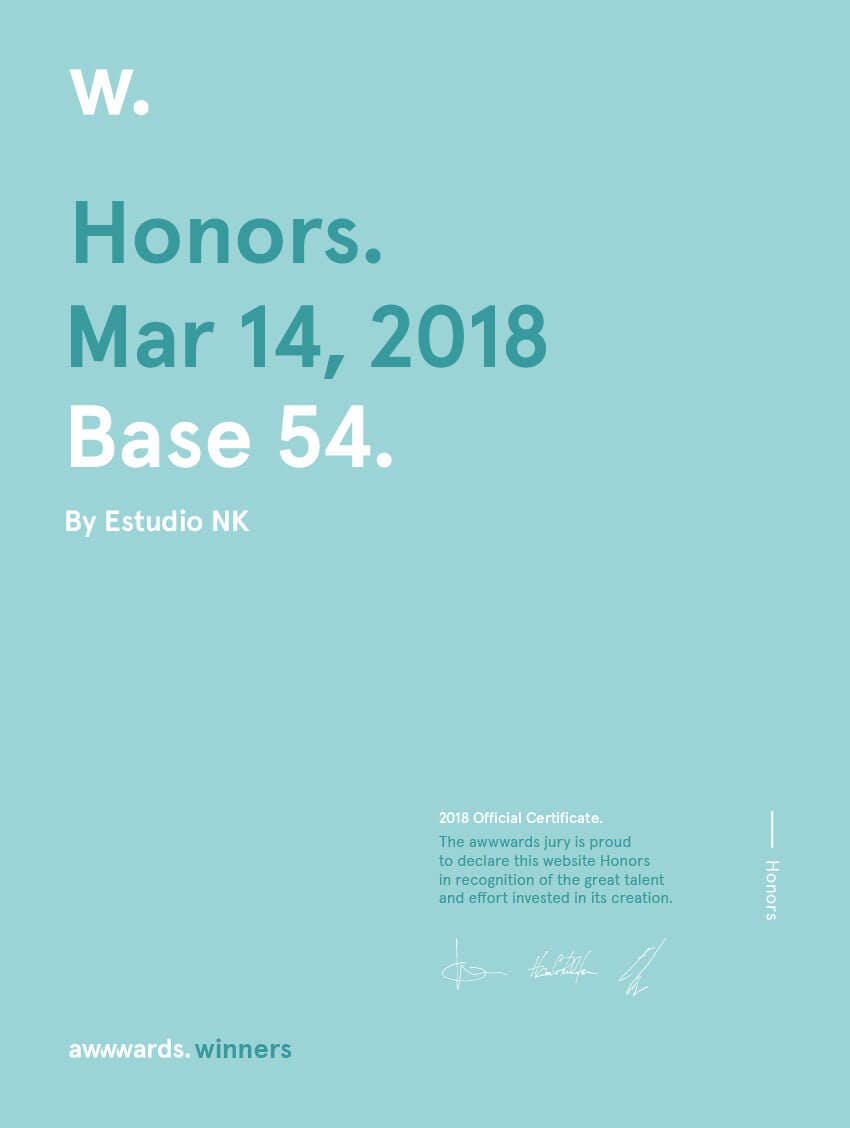 w.
Honors.
Mar 14, 2018
Base 54.
By Estudio NK
2018 Official Certificate.
The awwwards jury is proud
to declare this website Honors
in recognition of the great talent
and effort invested in its creation.
Honors
awwwards. winners